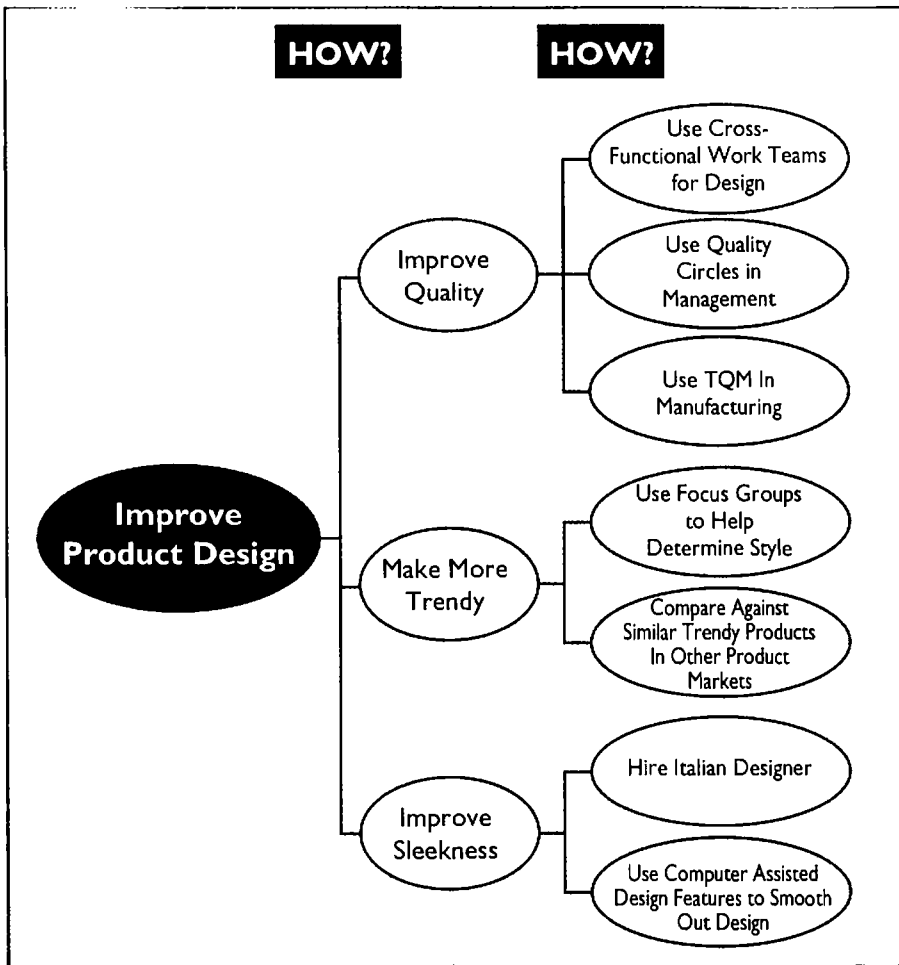 HOW?
HOW?
Use Cross-
Functional Work Teams
for Design
Improve
Quality
Use Quality
Circles in
Management
Use TQM In
Manufacturing
Improve
Product Design
Use Focus Groups
to Help
Determine Style
Make More
Trendy
Compare Against
Similar Trendy Products
In Other Product
Markets
Hire Italian Designer
Improve
Sleekness
Use Computer Assisted
Design Features to Smooth
Out Design